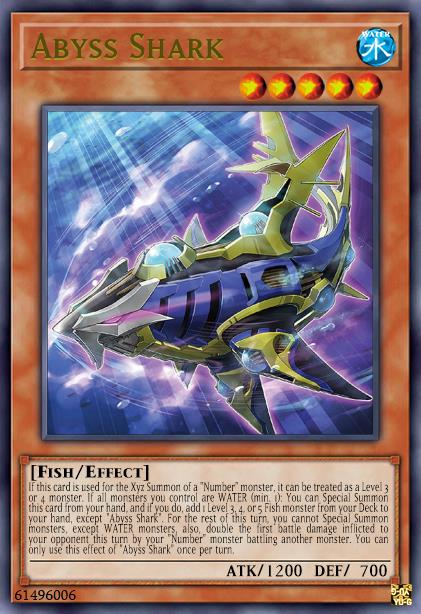 ABYSS SHARK
WATER
水
[FISH/EFFECT]
If this card is used for the Xyz Summon of a "Number" monster, it can be treated as a Level 3
or 4 monster. If all monsters you control are WATER (min. 1): You can Special Summon
this card from your hand, and if you do, add 1 Level 3, 4, or 5 Fish monster from your Deck to
your hand, except "Abyss Shark". For the rest of this turn, you cannot Special Summon
monsters, except WATER monsters, also, double the first battle damage inflicted to
your opponent this turn by your "Number" monster battling another monster. You can
only use this effect of "Abyss Shark" once per turn.
ATK/1200 DEF/ 700
61496006